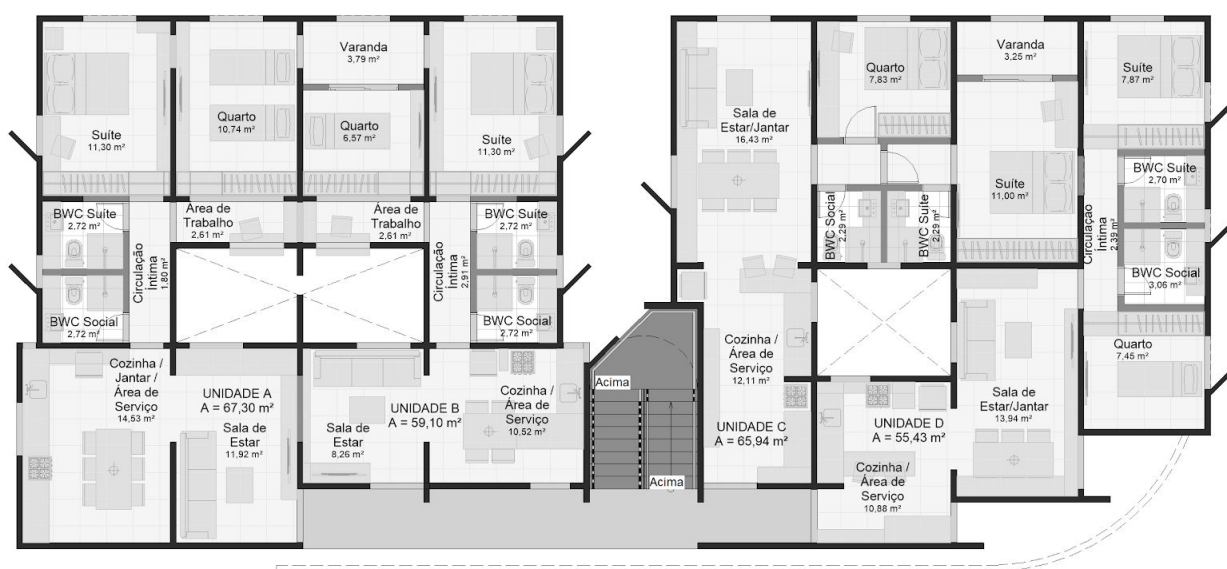 Suíte
11,30 m²
Quarto
10,74 m²
Varanda
3,79 m²
Quarto
6,57 m²
Suíte
11,30 m²
BWC Suíte
2,72 m²
Área de
Trabalho
2,61 m²
Área de
Trabalho
2,61 m²
BWC Suíte
2,72 m²
Circulação
Íntima
1,80 m²
Circulação
Íntima
2,91 m²
BWC Social
2,72 m²
BWC Social
2,72 m²
Cozinha /
Jantar /
Área de
Serviço
14,53 m²
UNIDADE A
A = 67,30 m²
Sala de
Estar
11,92 m²
UNIDADE B
A = 59,10 m²
Sala de
Estar
8,26 m²
Cozinha /
Área de
Serviço
10,52 m²
Acima
Acima
Sala de
Estar/Jantar
16,43 m²
Quarto
7,83 m²
Varanda
3,25 m²
Suíte
7,87 m²
Suíte
11,00 m²
BWC Social
2,29 m²
BWC Suíte
2,29 m²
BWC Suíte
2,70 m²
Circulação
Íntima
2,39 m²
BWC Social
3,06 m²
Quarto
7,45 m²
Cozinha /
Área de
Serviço
12,11 m²
UNIDADE C
A = 65,94 m²
UNIDADE D
A = 55,43 m²
Sala de
Estar/Jantar
13,94 m²
Cozinha /
Área de
Serviço
10,88 m²